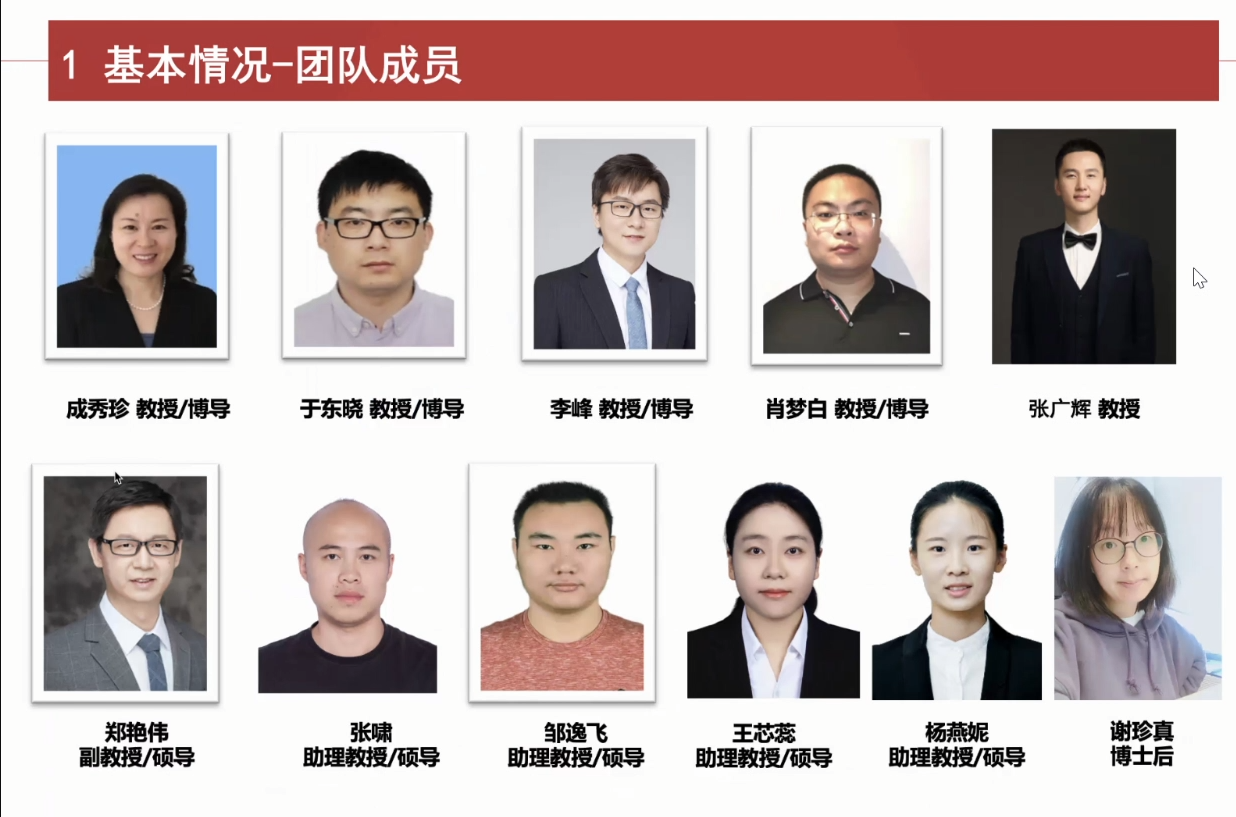 1 基本情况-团队成员
成秀珍 教授/博导
于东晓 教授/博导
李峰 教授/博导
肖梦白 教授/博导
张广辉 教授
郑艳伟
副教授/硕导
张啸
助理教授/硕导
邹逸飞
助理教授/硕导
王芯蕊
助理教授/硕导
杨燕妮
助理教授/硕导
谢珍真
博士后